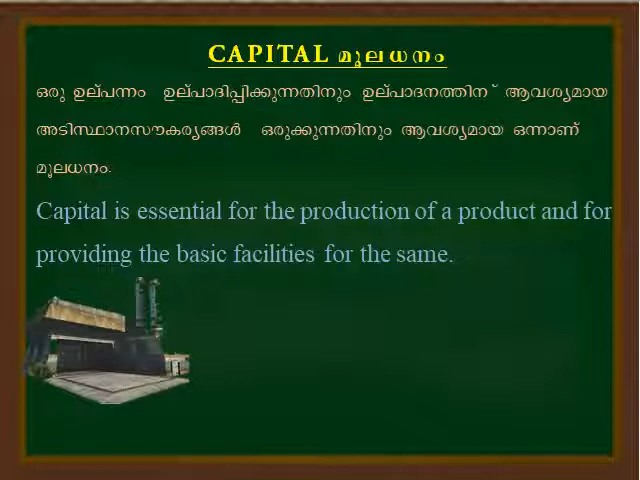 CAPITAL മൂലധനം
ഒരു ഉല്പന്നം ഉല്പാദിപ്പിക്കുന്നതിനും ഉല്പാദനത്തിന് ആവശ്യമായ
അടിസ്ഥാനസൗകര്യങ്ങൾ ഒരുക്കുന്നതിനും ആവശ്യമായ ഒന്നാണ്
മൂലധനം.
Capital is essential for the production of a product and for
providing the basic facilities for the same.